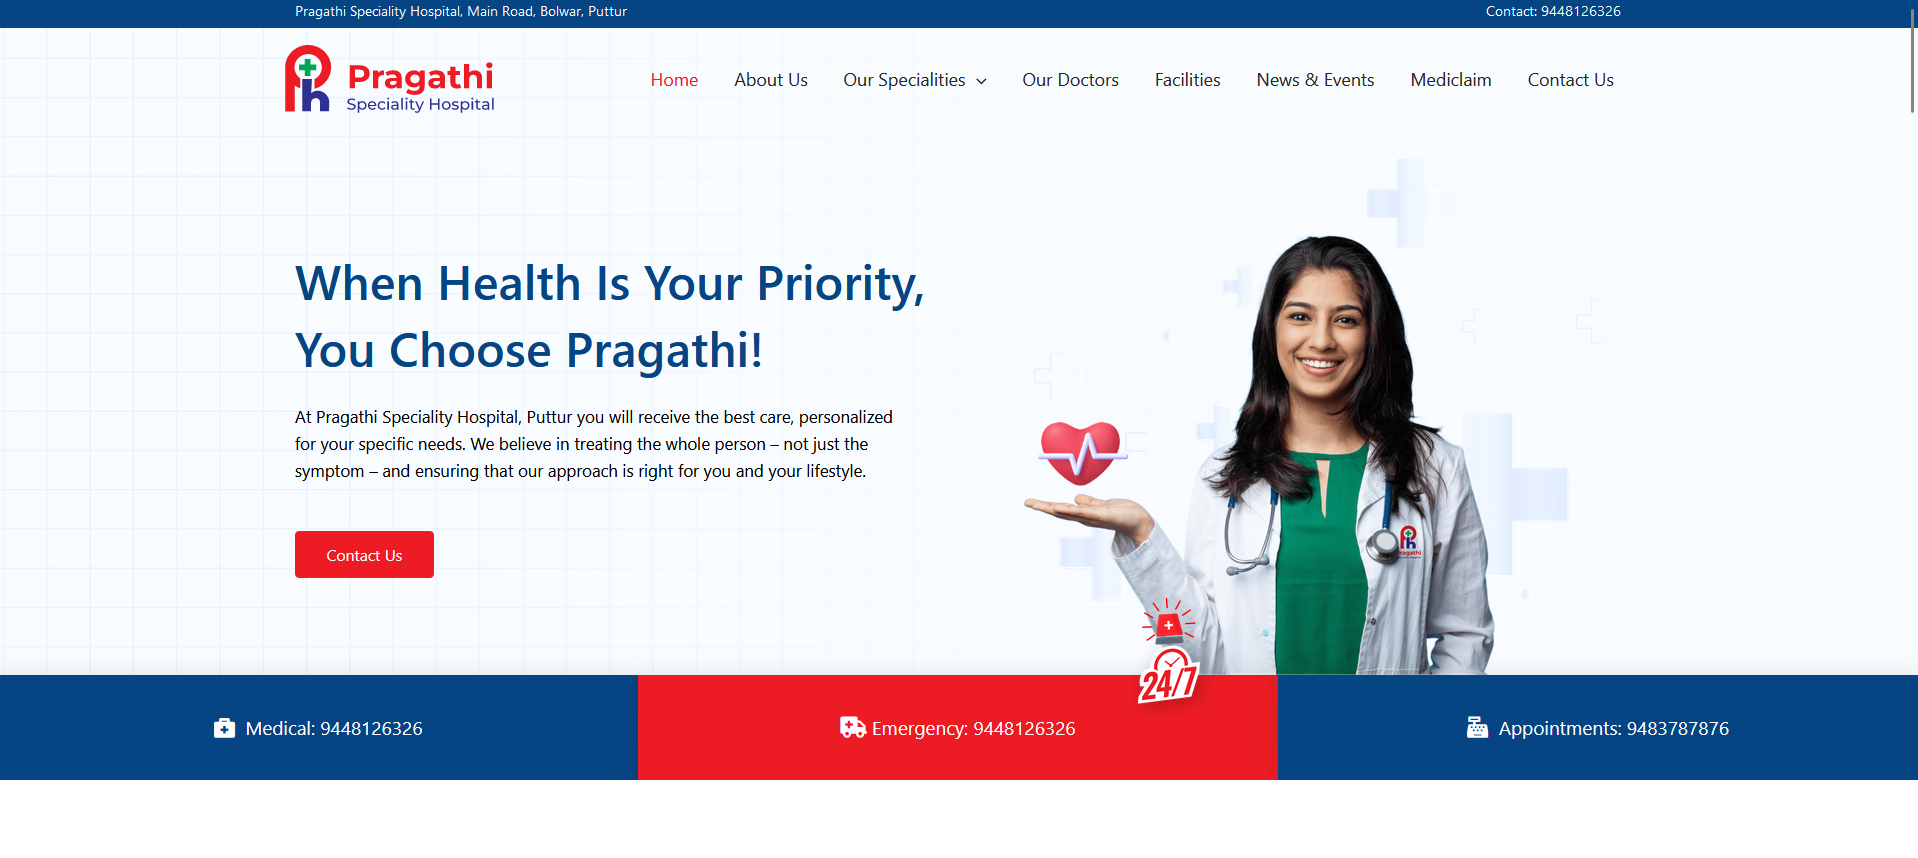 Pragathi Speciality Hospital, Main Road, Bolwar, Puttur
Contact: 9448126326
Pragathi
Speciality Hospital
Home
About Us
Our Specialities
Our Doctors
Facilities
News & Events
Mediclaim
Contact Us
When Health Is Your Priority,
You Choose Pragathi!
At Pragathi Speciality Hospital, Puttur you will receive the best care, personalized
for your specific needs. We believe in treating the whole person – not just the
symptom – and ensuring that our approach is right for you and your lifestyle.
Contact Us
Pragathi
24/7
Medical: 9448126326
Emergency: 9448126326
Appointments: 9483787876